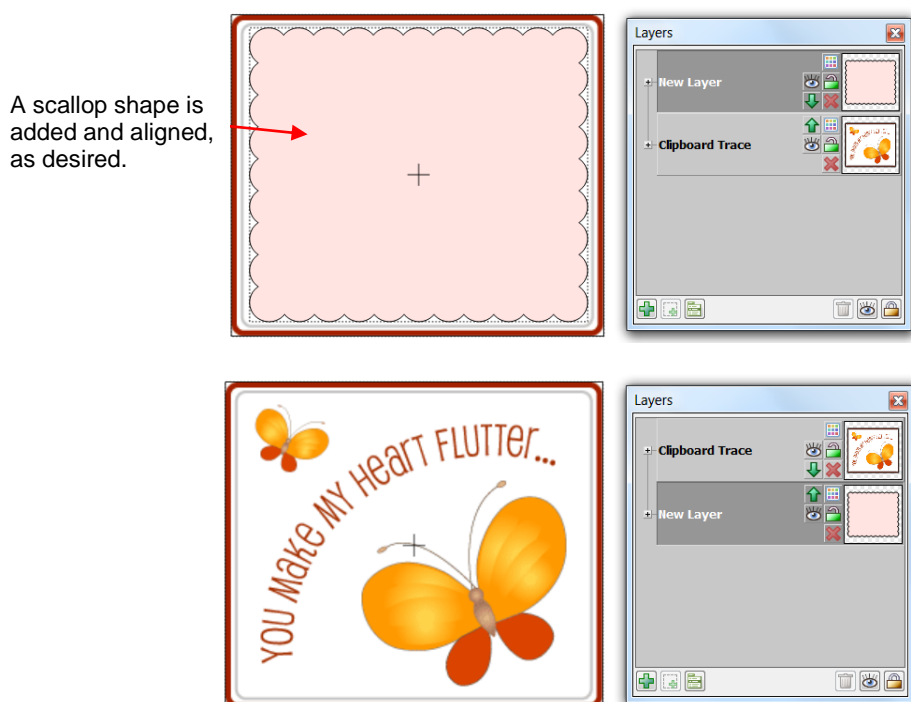 A scallop shape is
added and aligned,
as desired.
Layers
New Layer
Clipboard Trace
YOU MAKE MY HEART FLUTTER...
Layers
Clipboard Trace
New Layer